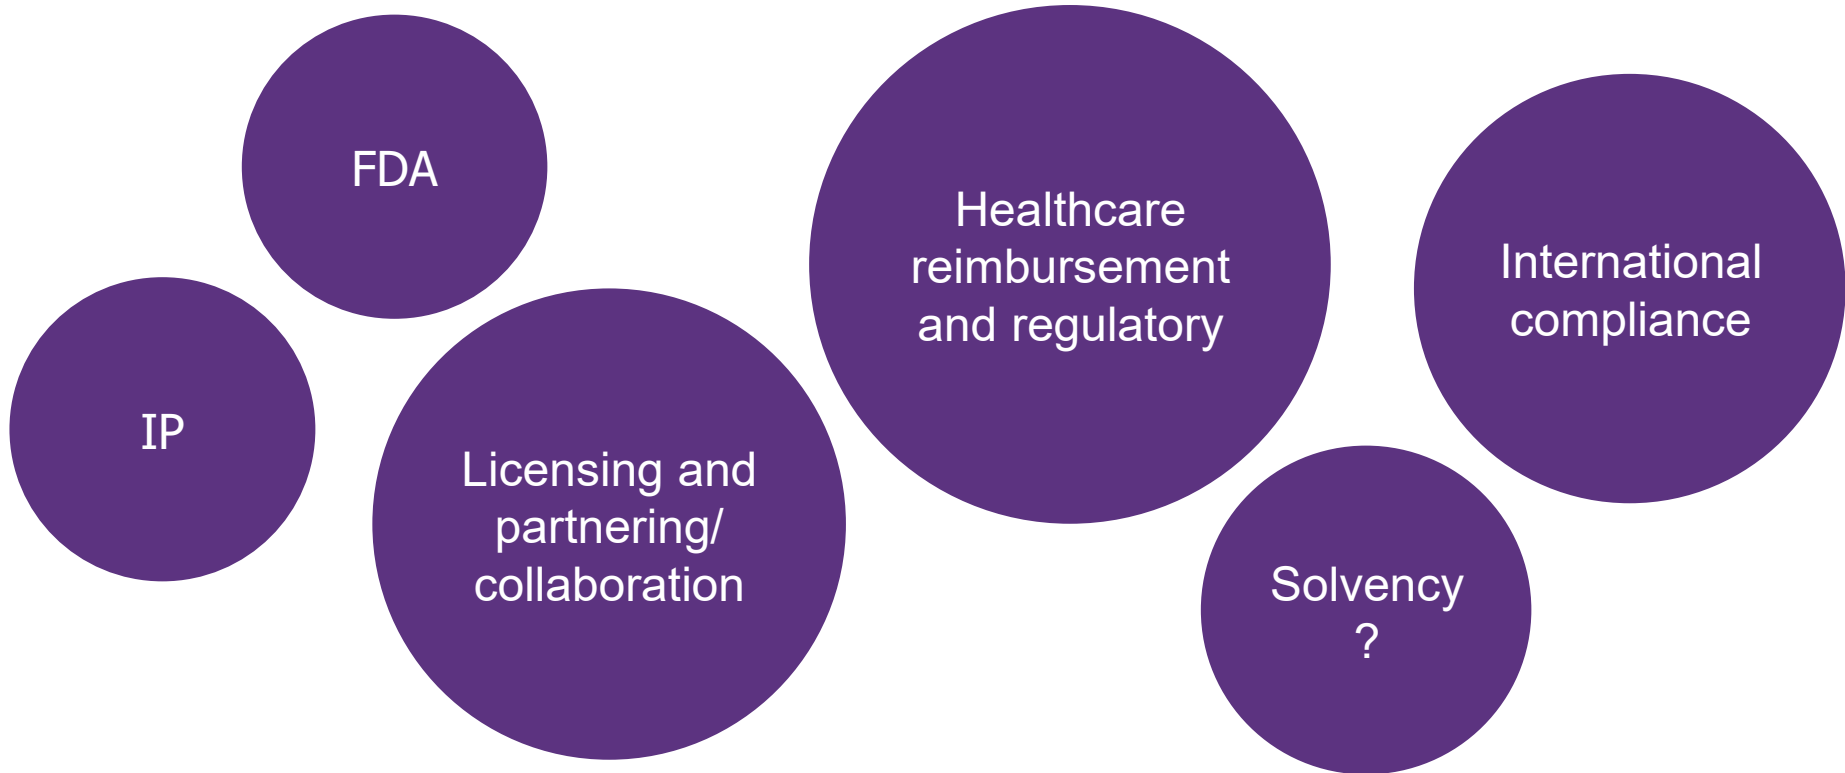 FDA
IP
Licensing and
partnering/
collaboration
Healthcare
reimbursement
and regulatory
International
compliance
Solvency
?